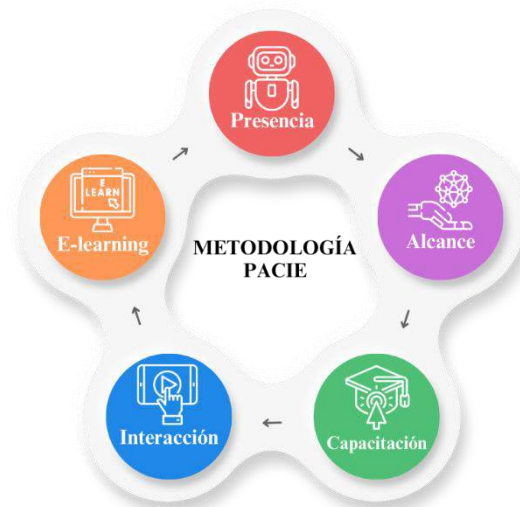 Presencia
Alcance
Capacitación
Interacción
E
LEARN
E-learning
METODOLOGÍA
PACIE